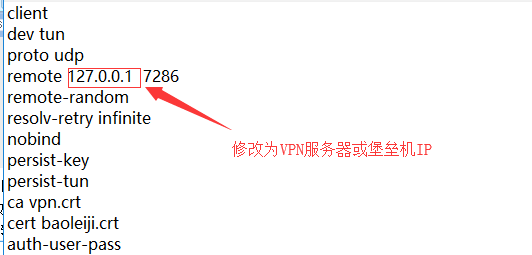 client
dev tun
proto udp
remote 127.0.0.1 7286
remote-random
resolv-retry infinite
nobind
修改为VPN服务器或堡垒机IP
persist-key
persist-tun
ca vpn.crt
cert baoleiji.crt
auth-user-pass